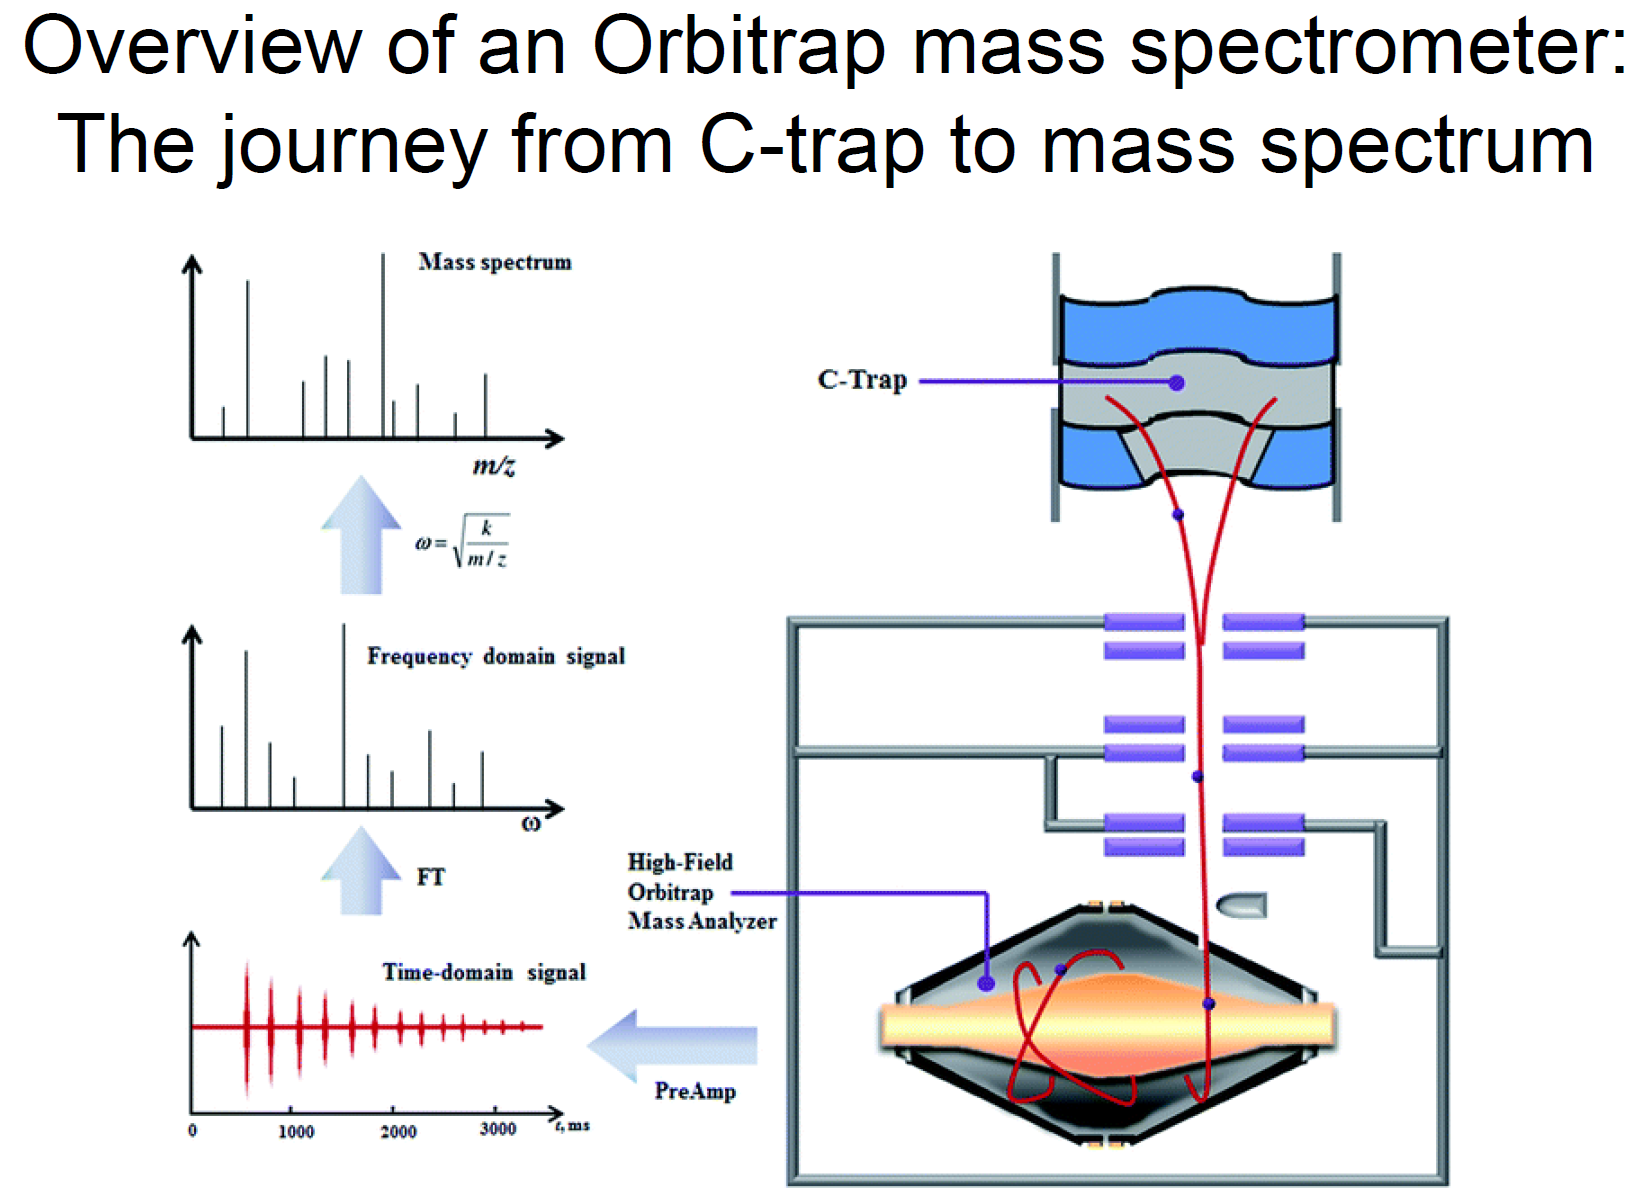 Overview of an Orbitrap mass spectrometer:
The journey from C-trap to mass spectrum
Mass spectrum
m/z
ω = √(k / (m / z))
Frequency domain signal
ω
FT
Time-domain signal
0 1000 2000 3000 t, ms
PreAmp
C-Trap
High-Field
Orbitrap
Mass Analyzer